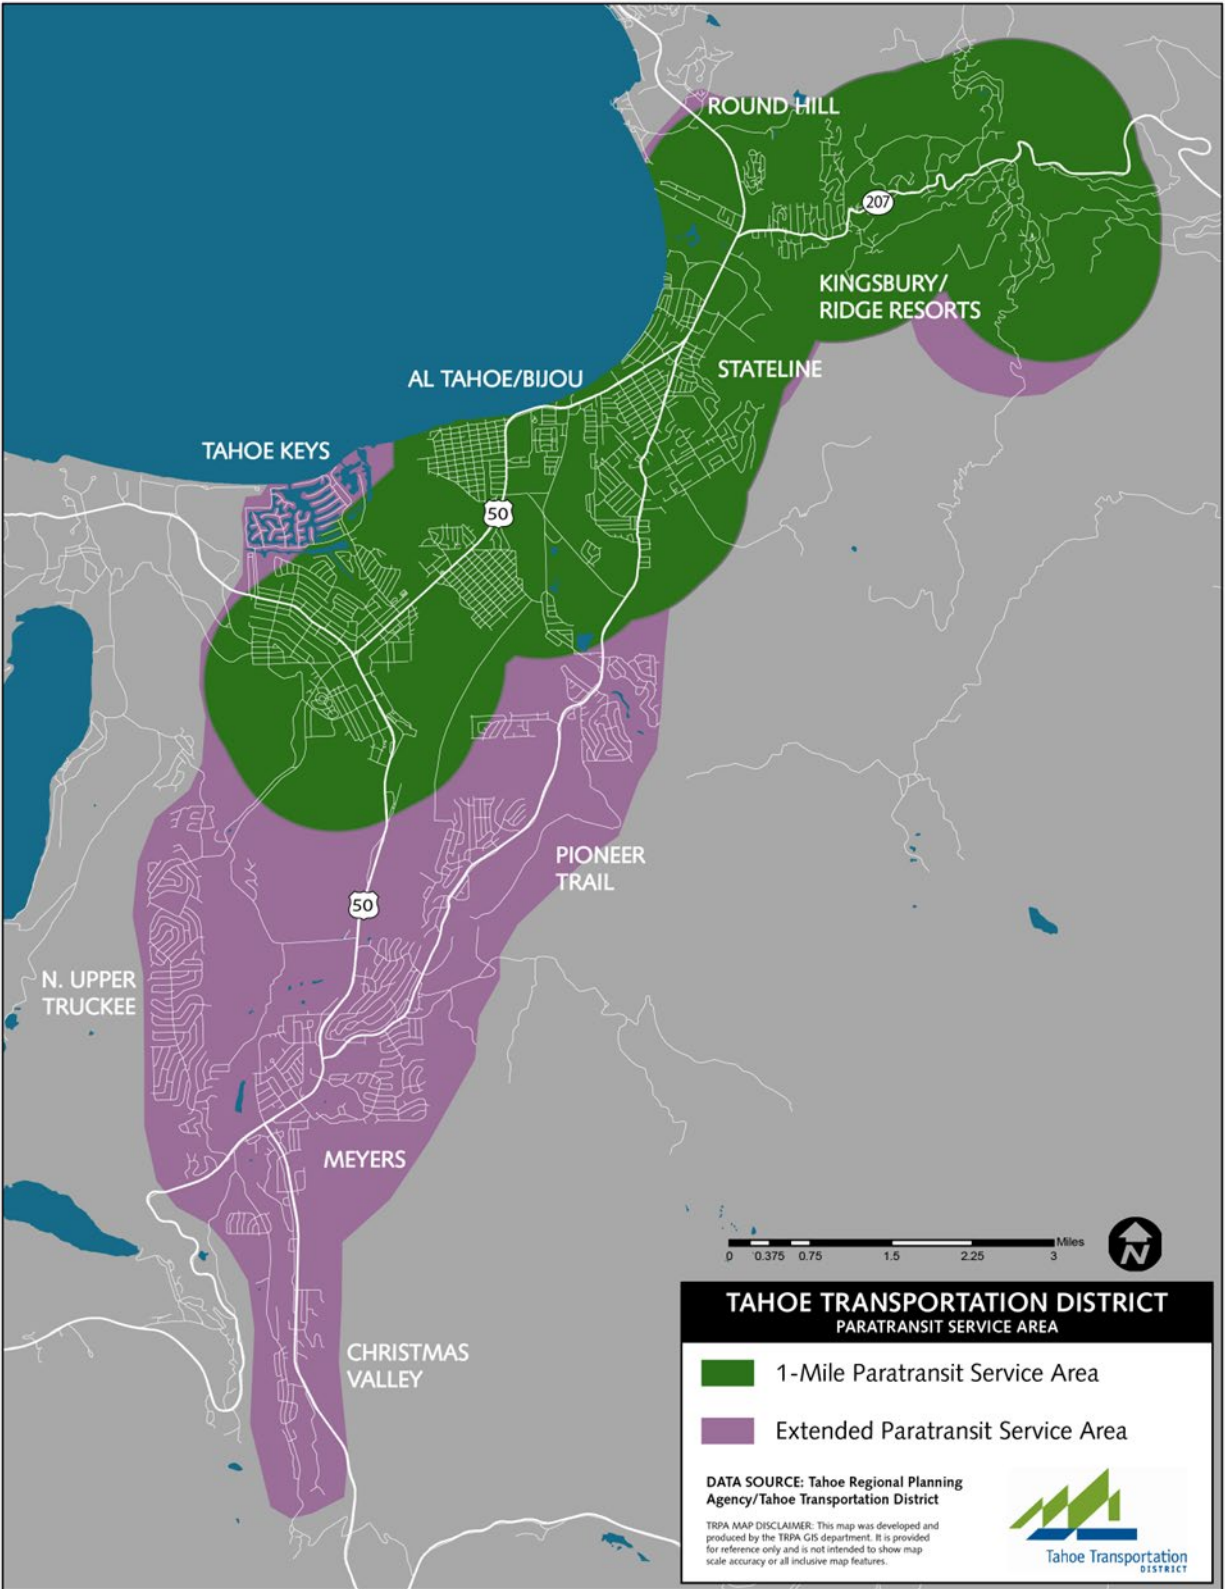 ROUND HILL
207
KINGSBURY/
RIDGE RESORTS
STATELINE
AL TAHOE/BIJOU
TAHOE KEYS
50
PIONEER
TRAIL
50
N. UPPER
TRUCKEE
MEYERS
CHRISTMAS
VALLEY
Miles
0 0.375 0.75 1.5 2.25 3
N
TAHOE TRANSPORTATION DISTRICT
PARATRANSIT SERVICE AREA
1-Mile Paratransit Service Area
Extended Paratransit Service Area
DATA SOURCE: Tahoe Regional Planning
Agency/Tahoe Transportation District
TRPA MAP DISCLAIMER: This map was developed and
produced by the TRPA GIS department. It is provided
for reference only and is not intended to show map
scale accuracy or all inclusive map features.
Tahoe Transportation
DISTRICT